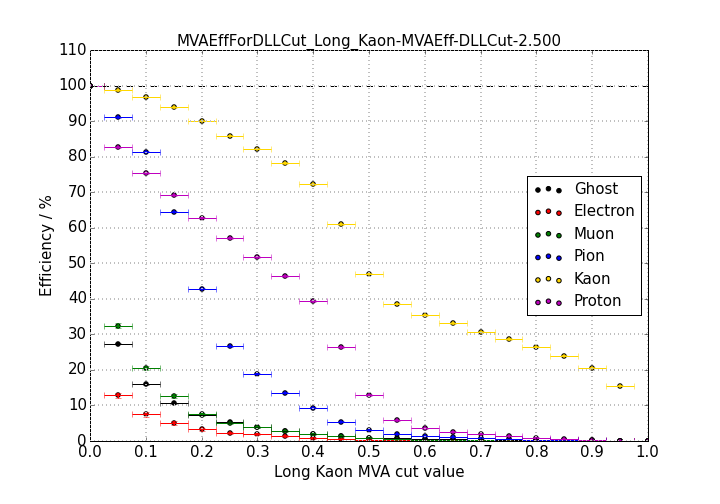 MVAEffForDLLCut_Long_Kaon-MVAEff-DLLCut-2.500
110
100
90
80
70
60
50
40
30
20
10
0
Efficiency / %
Ghost
Electron
Muon
Pion
Kaon
Proton
0.0 0.1 0.2 0.3 0.4 0.5 0.6 0.7 0.8 0.9 1.0
Long Kaon MVA cut value